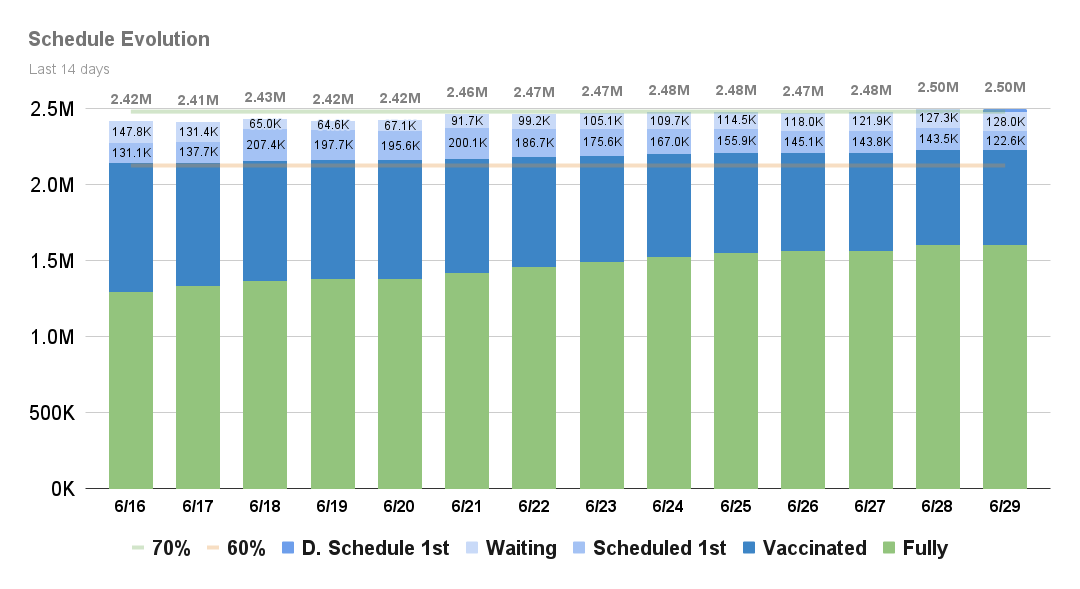 Schedule Evolution
Last 14 days
2.42M 2.41M 2.43M 2.42M 2.42M 2.46M 2.47M 2.47M 2.48M 2.48M 2.47M 2.48M 2.50M 2.50M
2.5M
147.8K 131.4K 65.0K 64.6K 67.1K 91.7K 99.2K 105.1K 109.7K 114.5K 118.0K 121.9K 127.3K 128.0K
131.1K 137.7K 207.4K 197.7K 195.6K 200.1K 186.7K 175.6K 167.0K 155.9K 145.1K 143.8K 143.5K 122.6K
2.0M
1.5M
1.0M
500K
0K
6/16 6/17 6/18 6/19 6/20 6/21 6/22 6/23 6/24 6/25 6/26 6/27 6/28 6/29
70% 60% D. Schedule 1st Waiting Scheduled 1st Vaccinated Fully